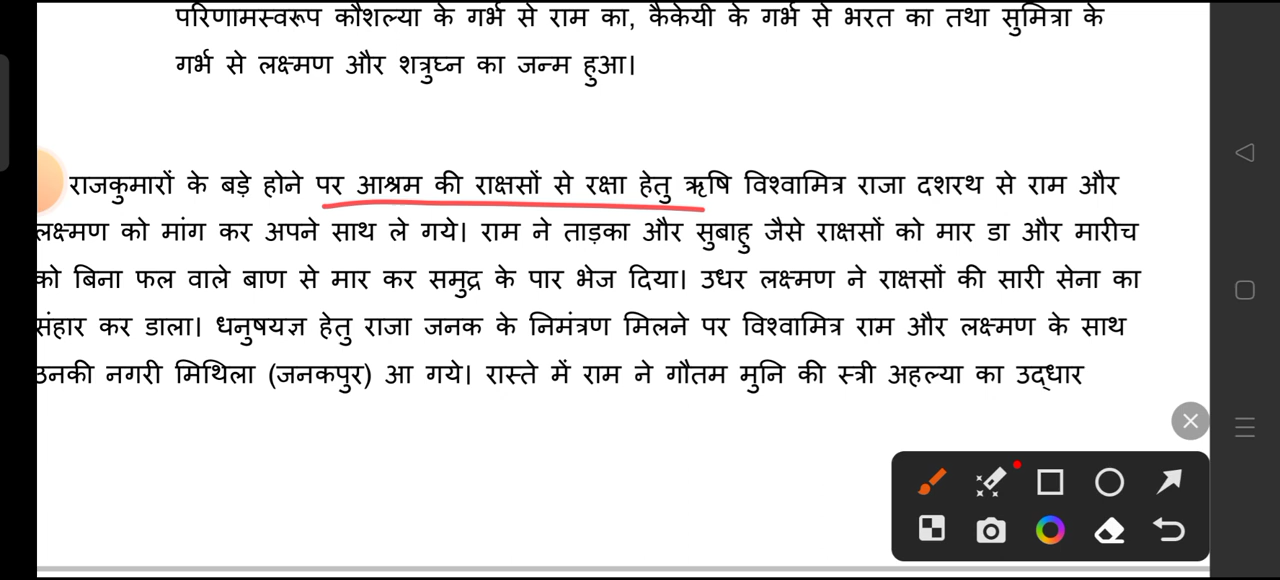 परिणामस्वरूप कौशल्या के गर्भ से राम का, कैकेयी के गर्भ से भरत का तथा सुमित्रा के
गर्भ से लक्ष्मण और शत्रुघ्न का जन्म हुआ।
राजकुमारों के बड़े होने पर आश्रम की राक्षसों से रक्षा हेतु ऋषि विश्वामित्र राजा दशरथ से राम और
लक्ष्मण को मांग कर अपने साथ ले गये। राम ने ताड़का और सुबाहु जैसे राक्षसों को मार डा और मारीच
को बिना फल वाले बाण से मार कर समुद्र के पार भेज दिया। उधर लक्ष्मण ने राक्षसों की सारी सेना का
संहार कर डाला। धनुषयज्ञ हेतु राजा जनक के निमंत्रण मिलने पर विश्वामित्र राम और लक्ष्मण के साथ
उनकी नगरी मिथिला (जनकपुर) आ गये। रास्ते में राम ने गौतम मुनि की स्त्री अहल्या का उद्धार